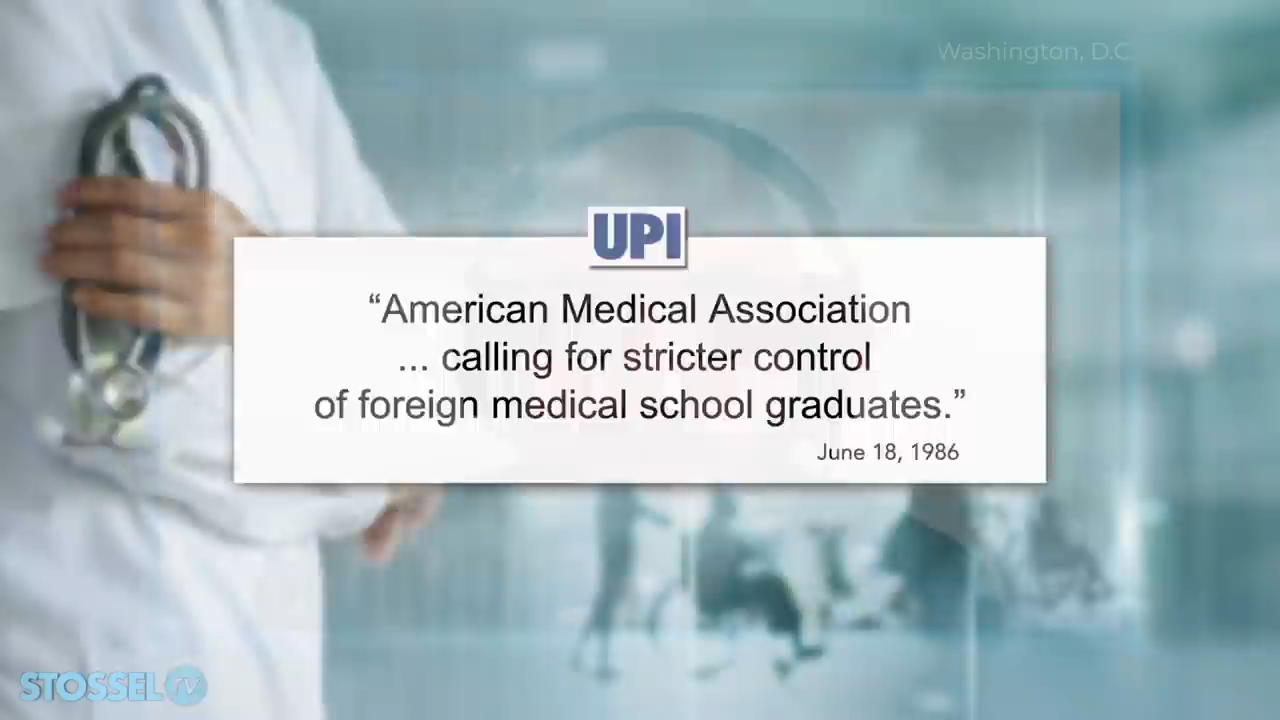 Washington, D.C.
UPI
“American Medical Association
... calling for stricter control
of foreign medical school graduates.”
June 18, 1986
STOSSEL TV